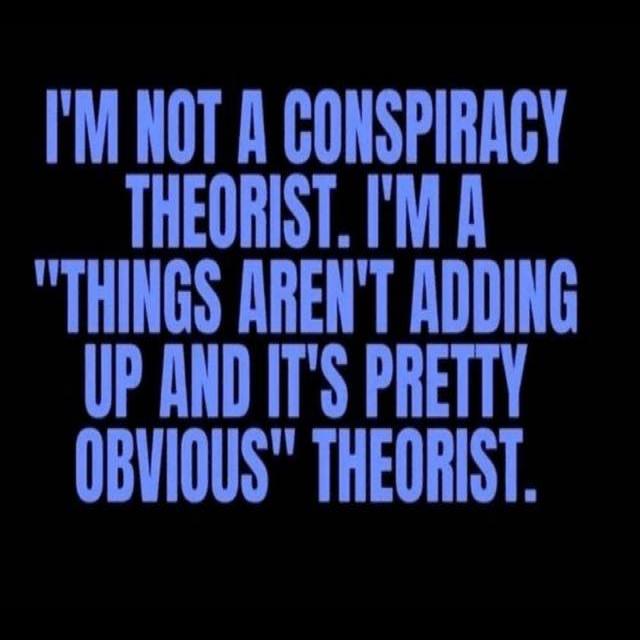 I'M NOT A CONSPIRACY
THEORIST. I'M A
"THINGS AREN'T ADDING
UP AND IT'S PRETTY
OBVIOUS" THEORIST.